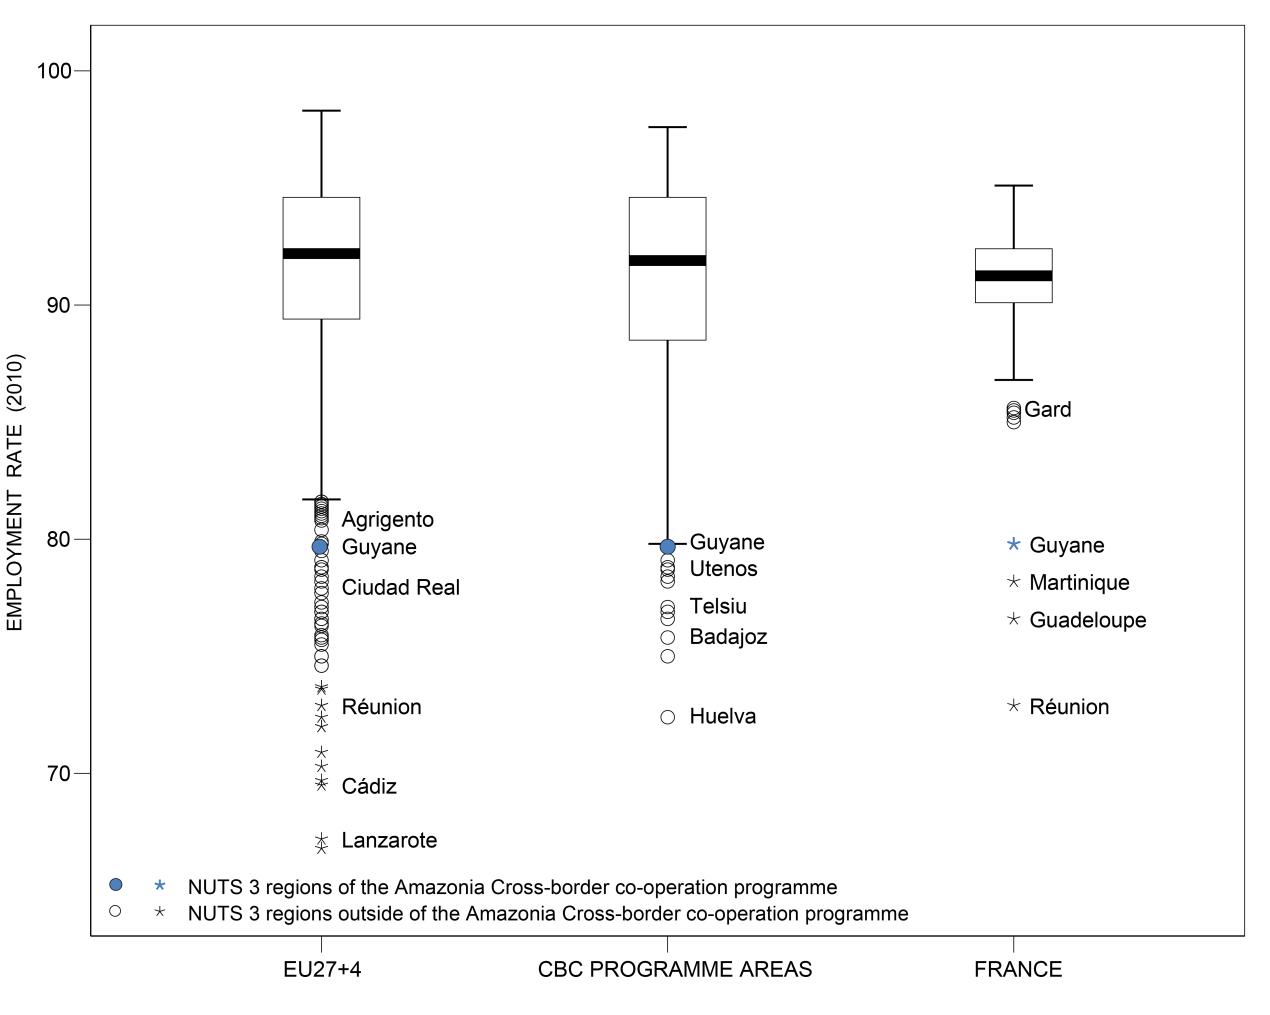 EMPLOYMENT RATE (2010)
100
90
80
70
Agrigento
Guyane
Ciudad Real
Réunion
Cádiz
Lanzarote
Guyane
Utenos
Telsiu
Badajoz
Huelva
Gard
Guyane
Martinique
Guadeloupe
Réunion
NUTS 3 regions of the Amazonia Cross-border co-operation programme
NUTS 3 regions outside of the Amazonia Cross-border co-operation programme
EU27+4
CBC PROGRAMME AREAS
FRANCE